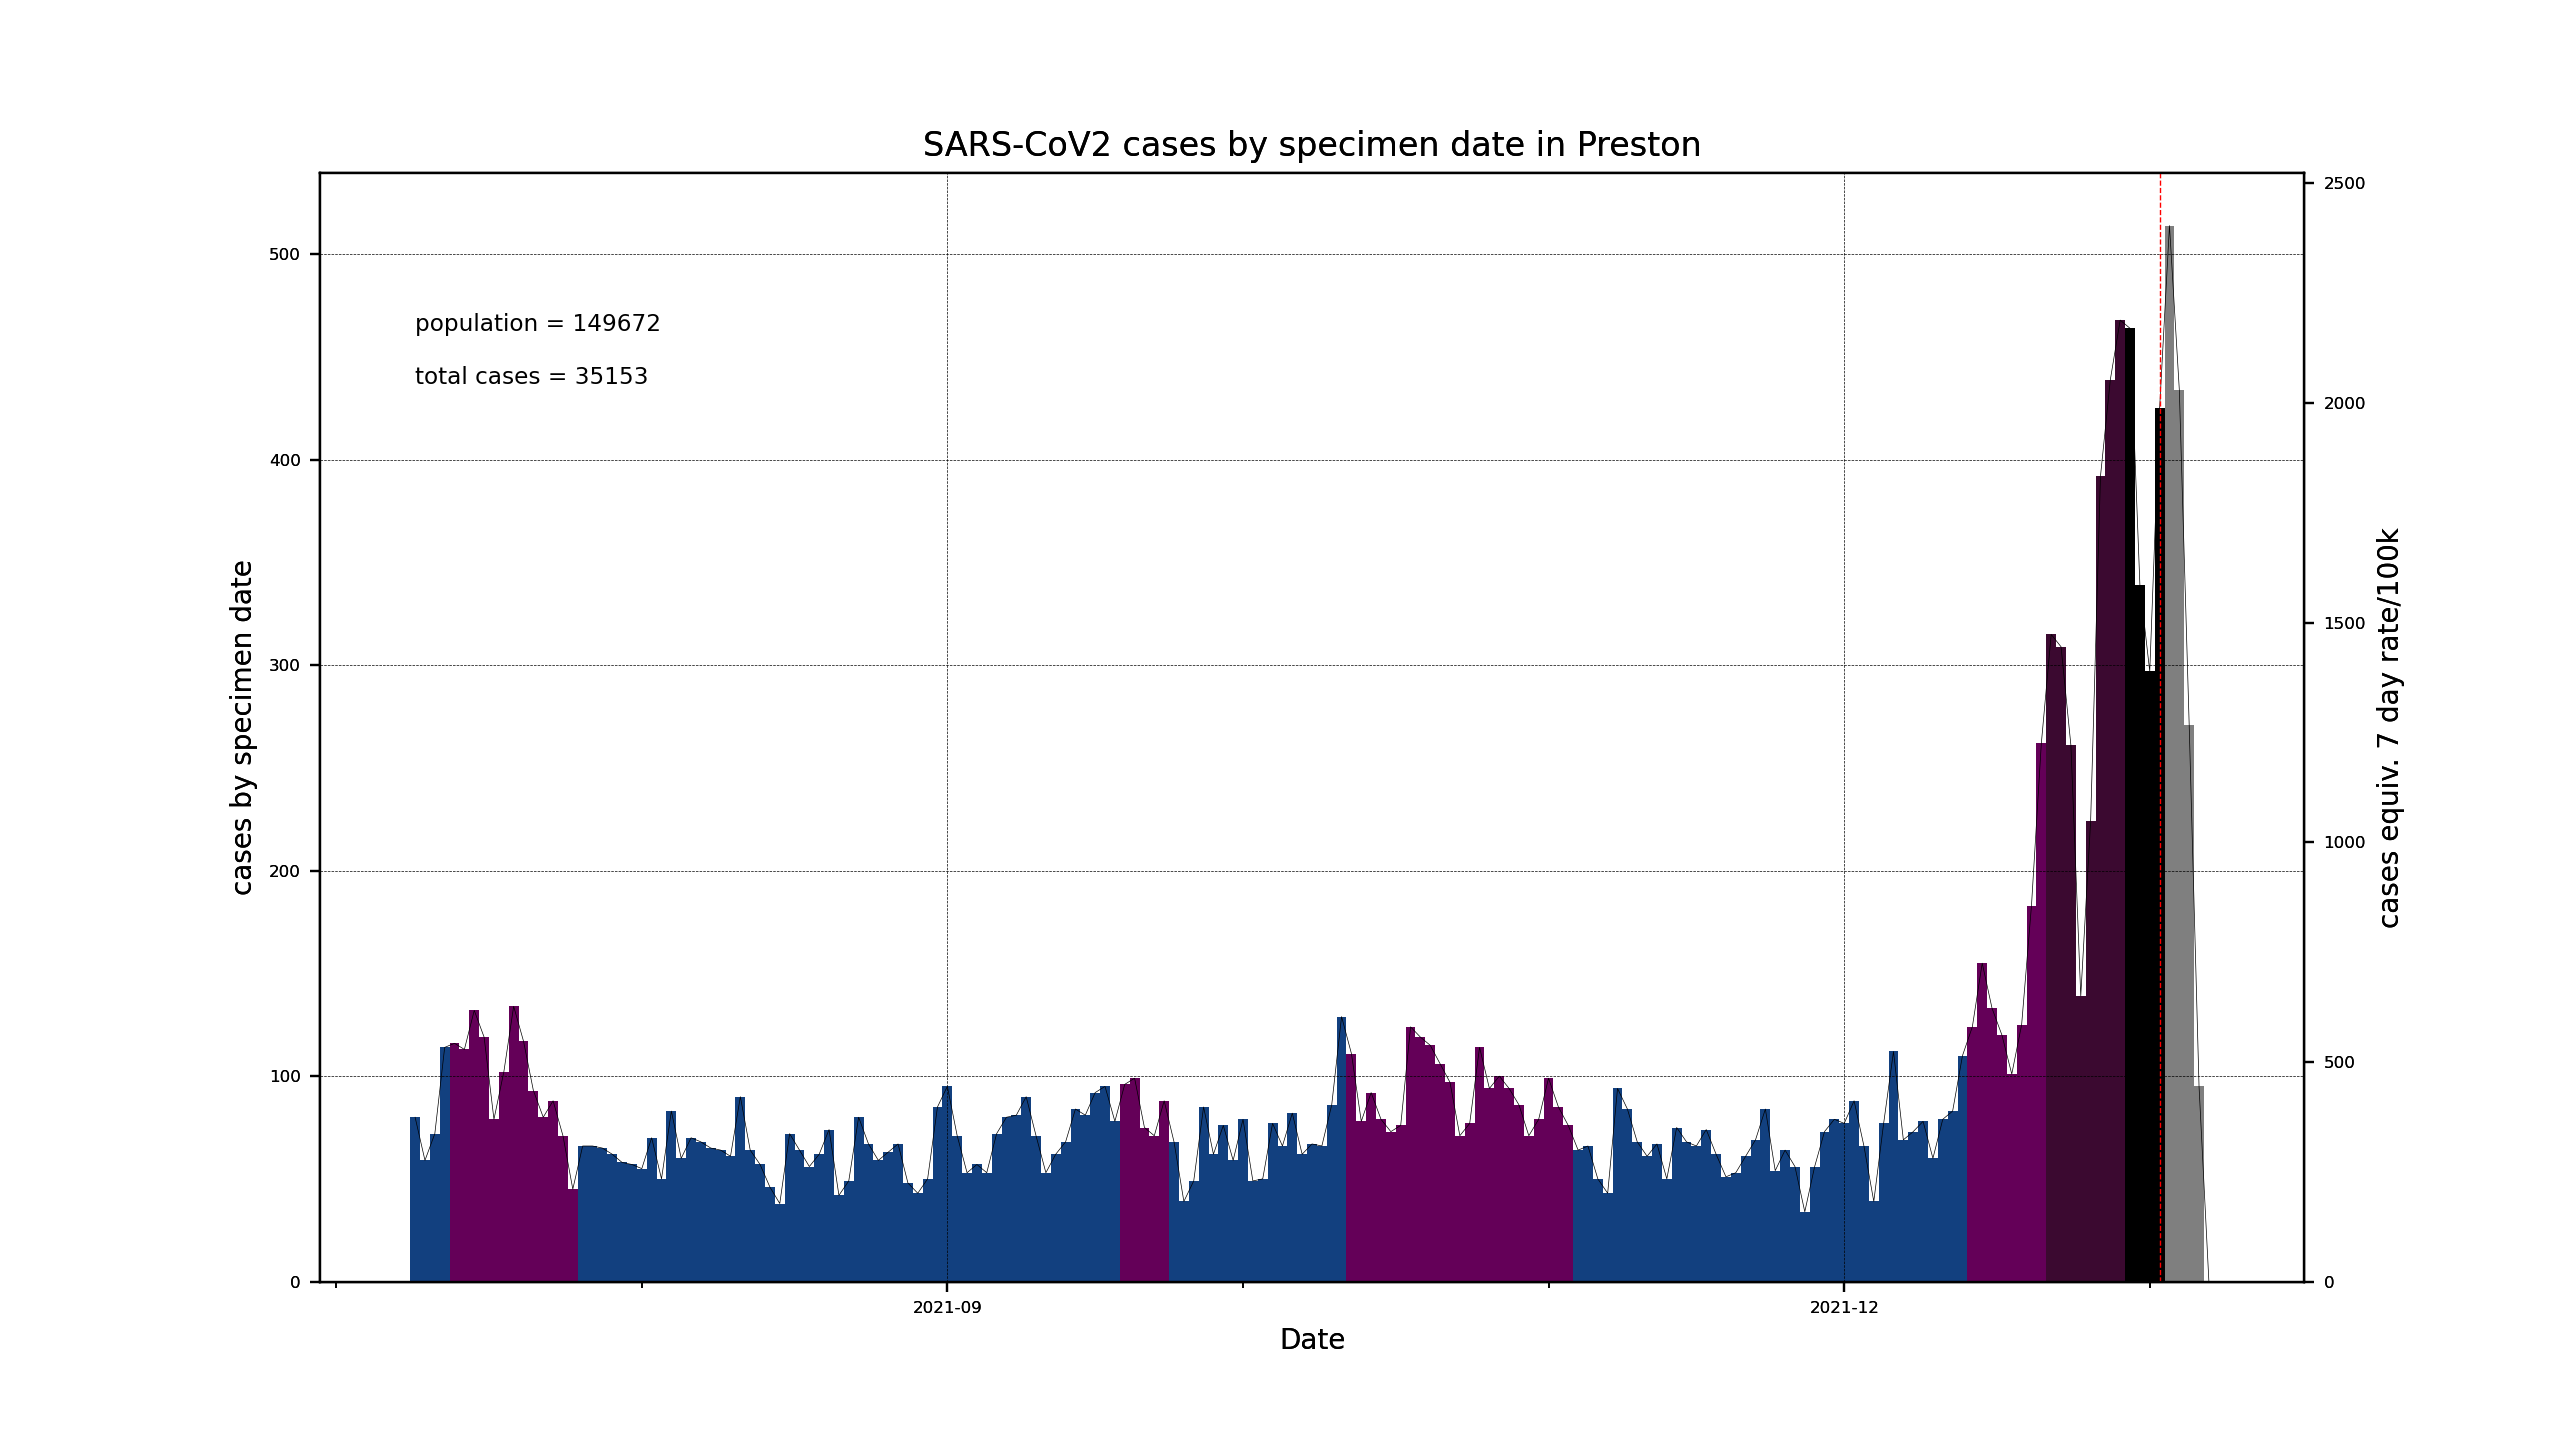 SARS-CoV2 cases by specimen date in Preston
population = 149672
total cases = 35153
cases by specimen date
500
400
300
200
100
0
2500
2000
1500
1000
500
0
cases equiv. 7 day rate/100k
2021-09
2021-12
Date